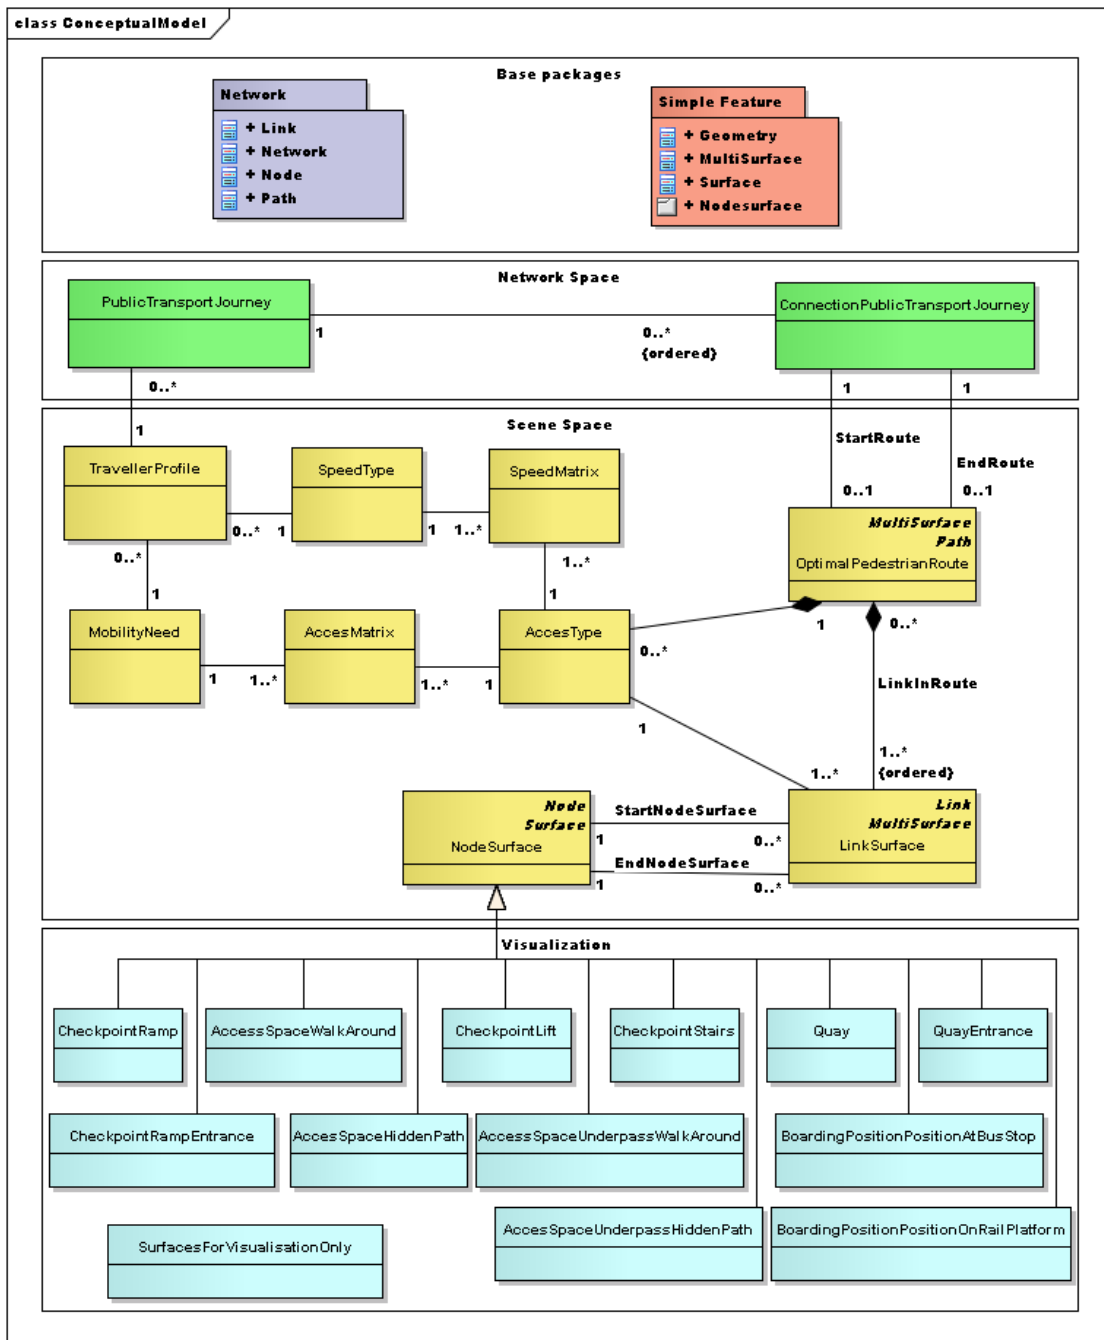 class ConceptualModel
Base packages
Network
+ Link
+ Network
+ Node
+ Path
Simple Feature
+ Geometry
+ MultiSurface
+ Surface
+ Nodesurface
Network Space
PublicTransportJourney
ConnectionPublicTransportJourney
1
0..*
{ordered}
0..*
1
1
1
Scene Space
StartRoute
EndRoute
0..1
0..1
TravellerProfile
SpeedType
SpeedMatrix
0..*
1
1
1..*
0..*
1..*
1
1
MultiSurface
Path
OptimalPedestrianRoute
MobilityNeed
AccesMatrix
AccesType
1
0..*
0..*
1
1..*
1..*
1
LinkInRoute
1
1..*
1..*
{ordered}
Node
Surface
NodeSurface
StartNodeSurface
1
0..*
EndNodeSurface
1
0..*
Link
MultiSurface
LinkSurface
Visualization
CheckpointRamp
AccessSpaceWalkAround
CheckpointLift
CheckpointStairs
Quay
QuayEntrance
CheckpointRampEntrance
AccesSpaceHiddenPath
AccessSpaceUnderpassWalkAround
BoardingPositionPositionAtBusStop
SurfacesForVisualisationOnly
AccesSpaceUnderpassHiddenPath
BoardingPositionPositionOnRailPlatform